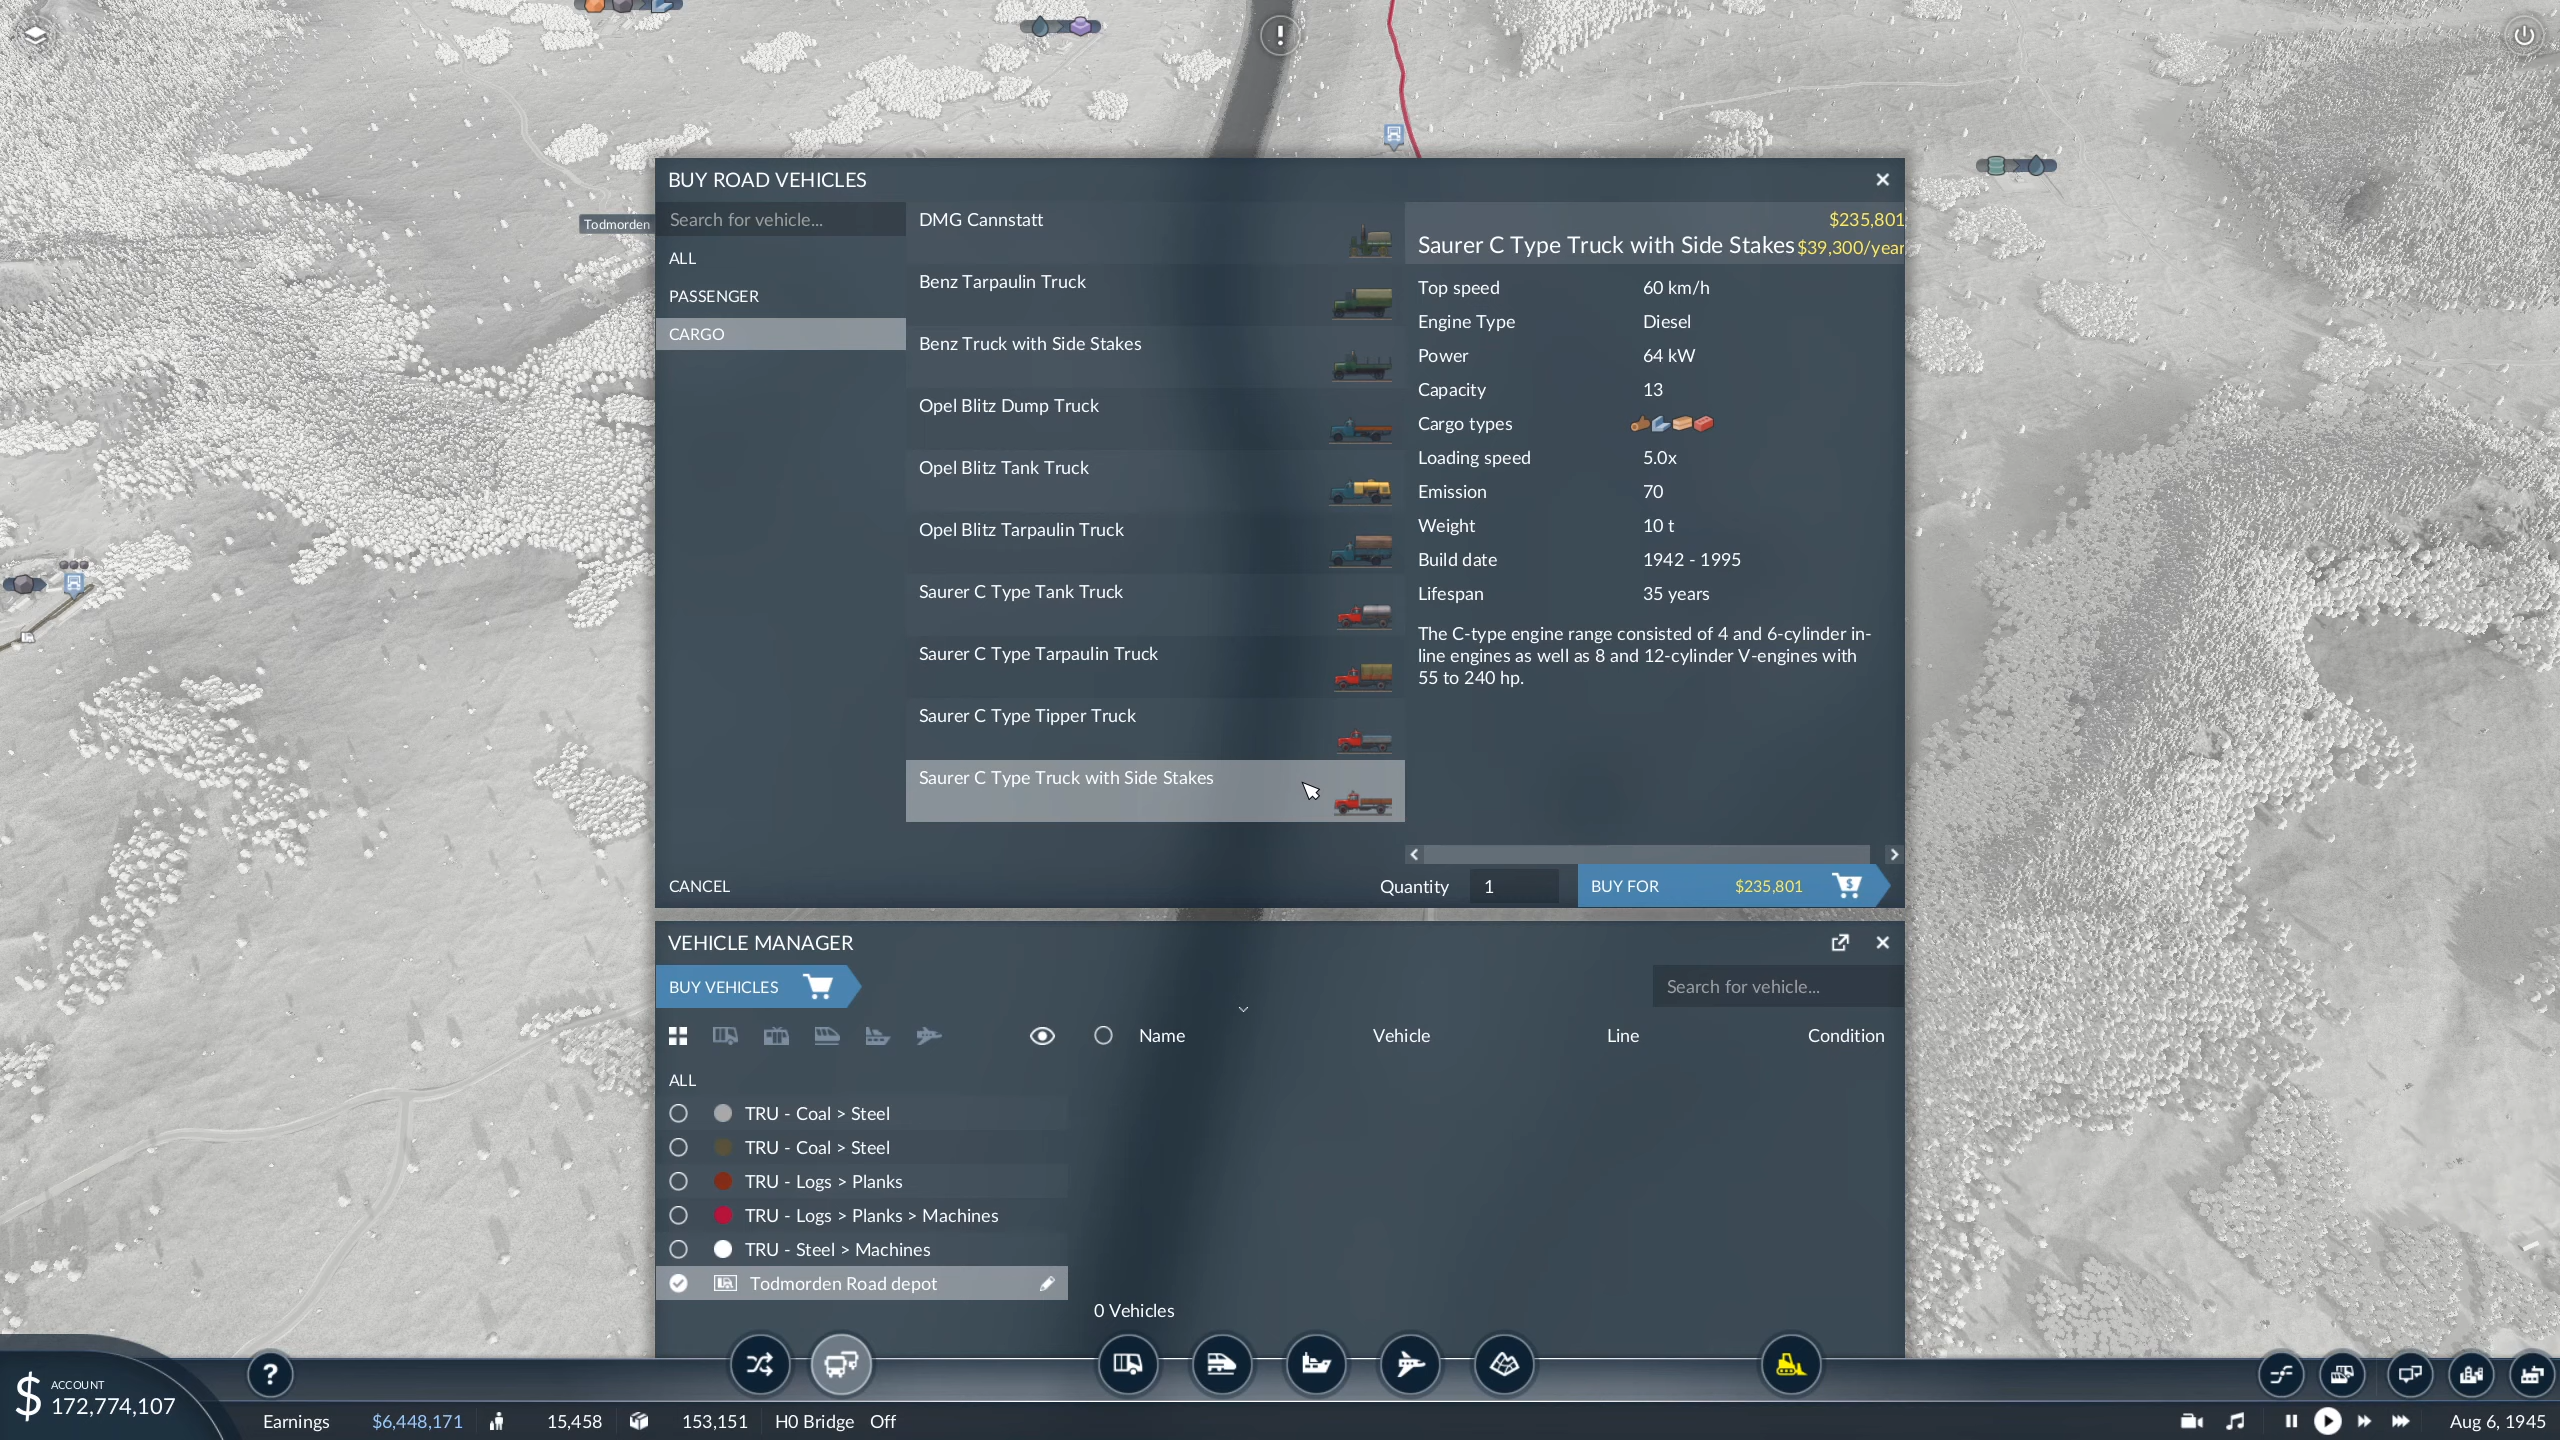 Todmorden
BUY ROAD VEHICLES
Search for vehicle...
ALL
PASSENGER
CARGO
DMG Cannstatt
Benz Tarpaulin Truck
Benz Truck with Side Stakes
Opel Blitz Dump Truck
Opel Blitz Tank Truck
Opel Blitz Tarpaulin Truck
Saurer C Type Tank Truck
Saurer C Type Tarpaulin Truck
Saurer C Type Tipper Truck
Saurer C Type Truck with Side Stakes
$235,801
Saurer C Type Truck with Side Stakes $39,300/year
Top speed 60 km/h
Engine Type Diesel
Power 64 kW
Capacity 13
Cargo types
Loading speed 5.0x
Emission 70
Weight 10 t
Build date 1942 - 1995
Lifespan 35 years
The C-type engine range consisted of 4 and 6-cylinder in-
line engines as well as 8 and 12-cylinder V-engines with
55 to 240 hp.
CANCEL
Quantity 1
BUY FOR $235,801
VEHICLE MANAGER
BUY VEHICLES
Search for vehicle...
Name Vehicle Line Condition
ALL
TRU - Coal > Steel
TRU - Coal > Steel
TRU - Logs > Planks
TRU - Logs > Planks > Machines
TRU - Steel > Machines
Todmorden Road depot
0 Vehicles
$ ACCOUNT
172,774,107
Earnings $6,448,171 15,458 153,151 H0 Bridge Off
Aug 6, 1945